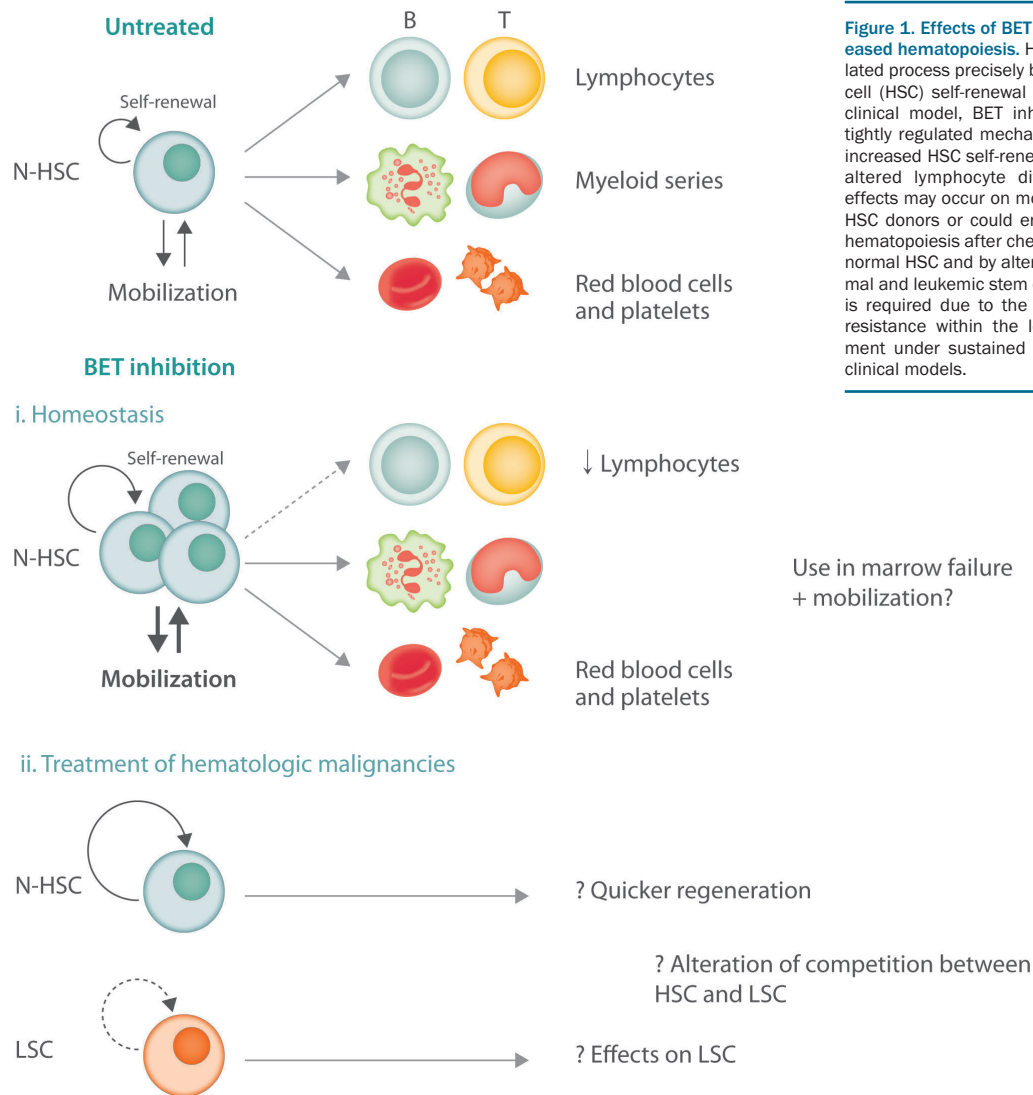 Untreated
B
T
Self-renewal
N-HSC
Mobilization
Lymphocytes
Myeloid series
Red blood cells
and platelets
BET inhibition
i. Homeostasis
Self-renewal
N-HSC
Mobilization
↓ Lymphocytes
Red blood cells
and platelets
Use in marrow failure
+ mobilization?
ii. Treatment of hematologic malignancies
N-HSC
? Quicker regeneration
? Alteration of competition between
HSC and LSC
LSC
? Effects on LSC
Figure 1. Effects of BET
eased hematopoiesis. H
lated process precisely b
cell (HSC) self-renewal
clinical model, BET inh
tightly regulated mecha
increased HSC self-rene
altered lymphocyte di
effects may occur on mo
HSC donors or could e
hematopoiesis after che
normal HSC and by alter
mal and leukemic stem
is required due to the
resistance within the l
ment under sustained
clinical models.